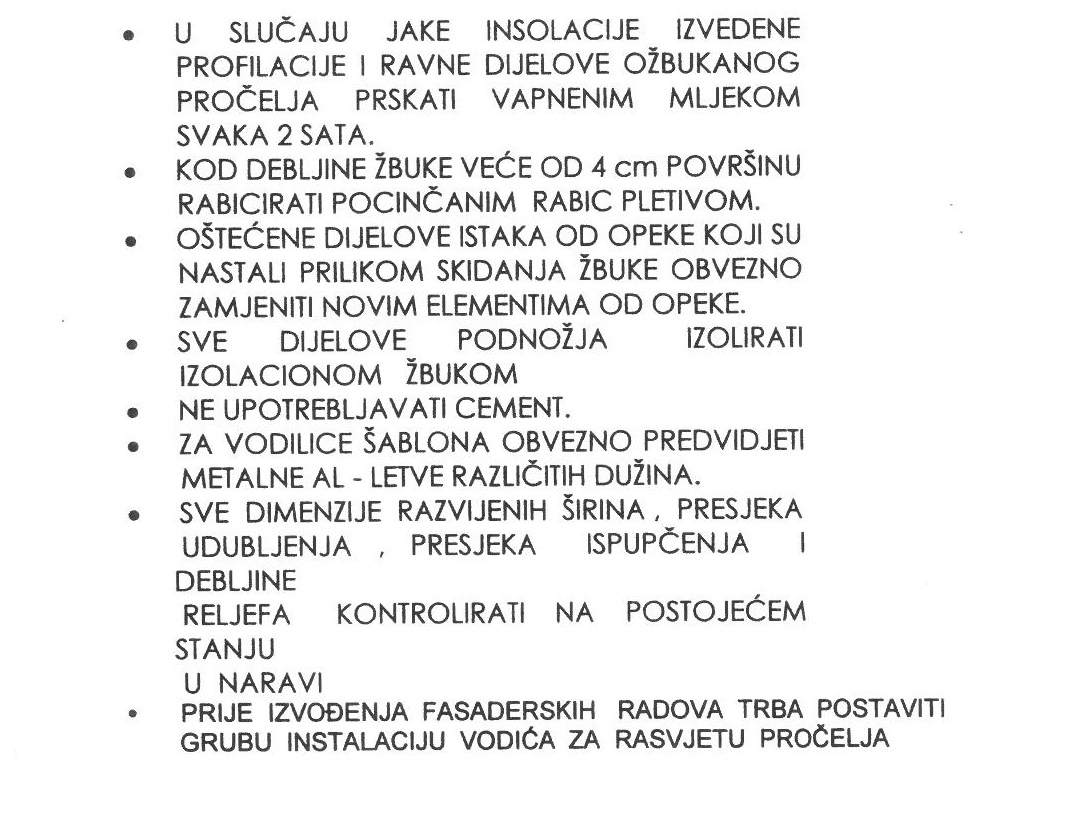 • U SLUČAJU JAKE INSOLACIJE IZVEDENE
PROFILACIJE I RAVNE DIJELOVE OŽBUKANOG
PROČELJA PRSKATI VAPNENIM MLJEKOM
SVAKA 2 SATA.
• KOD DEBLJINE ŽBUKE VEĆE OD 4 cm POVRŠINU
RABICIRATI POCINČANIM RABIC PLETIVOM.
• OŠTEĆENE DIJELOVE ISTAKA OD OPEKE KOJI SU
NASTALI PRILIKOM SKIDANJA ŽBUKE OBVEZNO
ZAMJENITI NOVIM ELEMENTIMA OD OPEKE.
• SVE DIJELOVE PODNOŽJA IZOLIRATI
IZOLACIONOM ŽBUKOM
• NE UPOTREBLJAVATI CEMENT.
• ZA VODILICE ŠABLONA OBVEZNO PREDVIDJETI
METALNE AL - LETVE RAZLIČITIH DUŽINA.
• SVE DIMENZIJE RAZVIJENIH ŠIRINA , PRESJEKA
UDUBLJENJA , PRESJEKA ISPUPČENJA I
DEBLJINE
RELJEFA KONTROLIRATI NA POSTOJEĆEM
STANJU
U NARAVI
• PRIJE IZVOĐENJA FASADERSKIH RADOVA TRBA POSTAVITI
GRUBU INSTALACIJU VODIĆA ZA RASVJETU PROČELJA